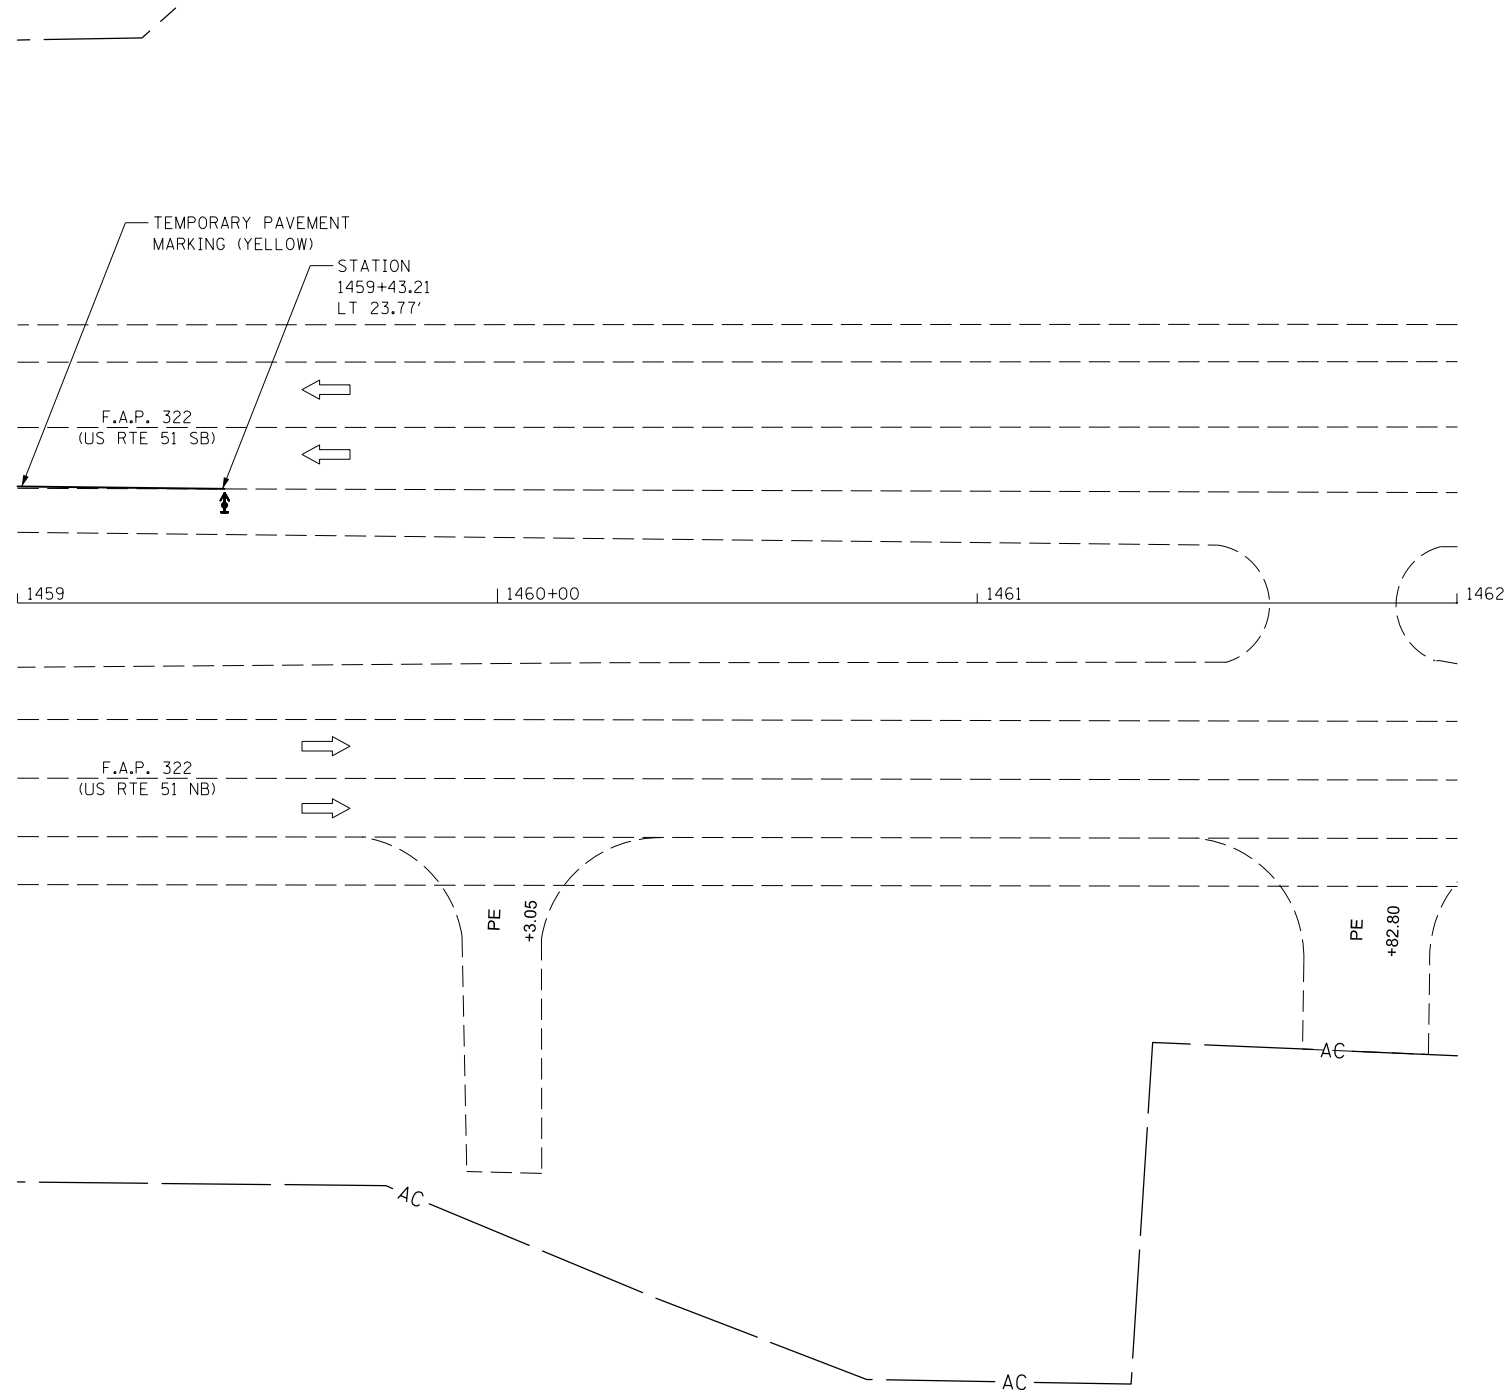 TEMPORARY PAVEMENT
MARKING (YELLOW)
STATION
1459+43.21
LT 23.77'
F.A.P. 322
(US RTE 51 SB)
1459
1460+00
1461
1462
F.A.P. 322
(US RTE 51 NB)
PE
+3.05
PE
+82.80
AC
AC
AC